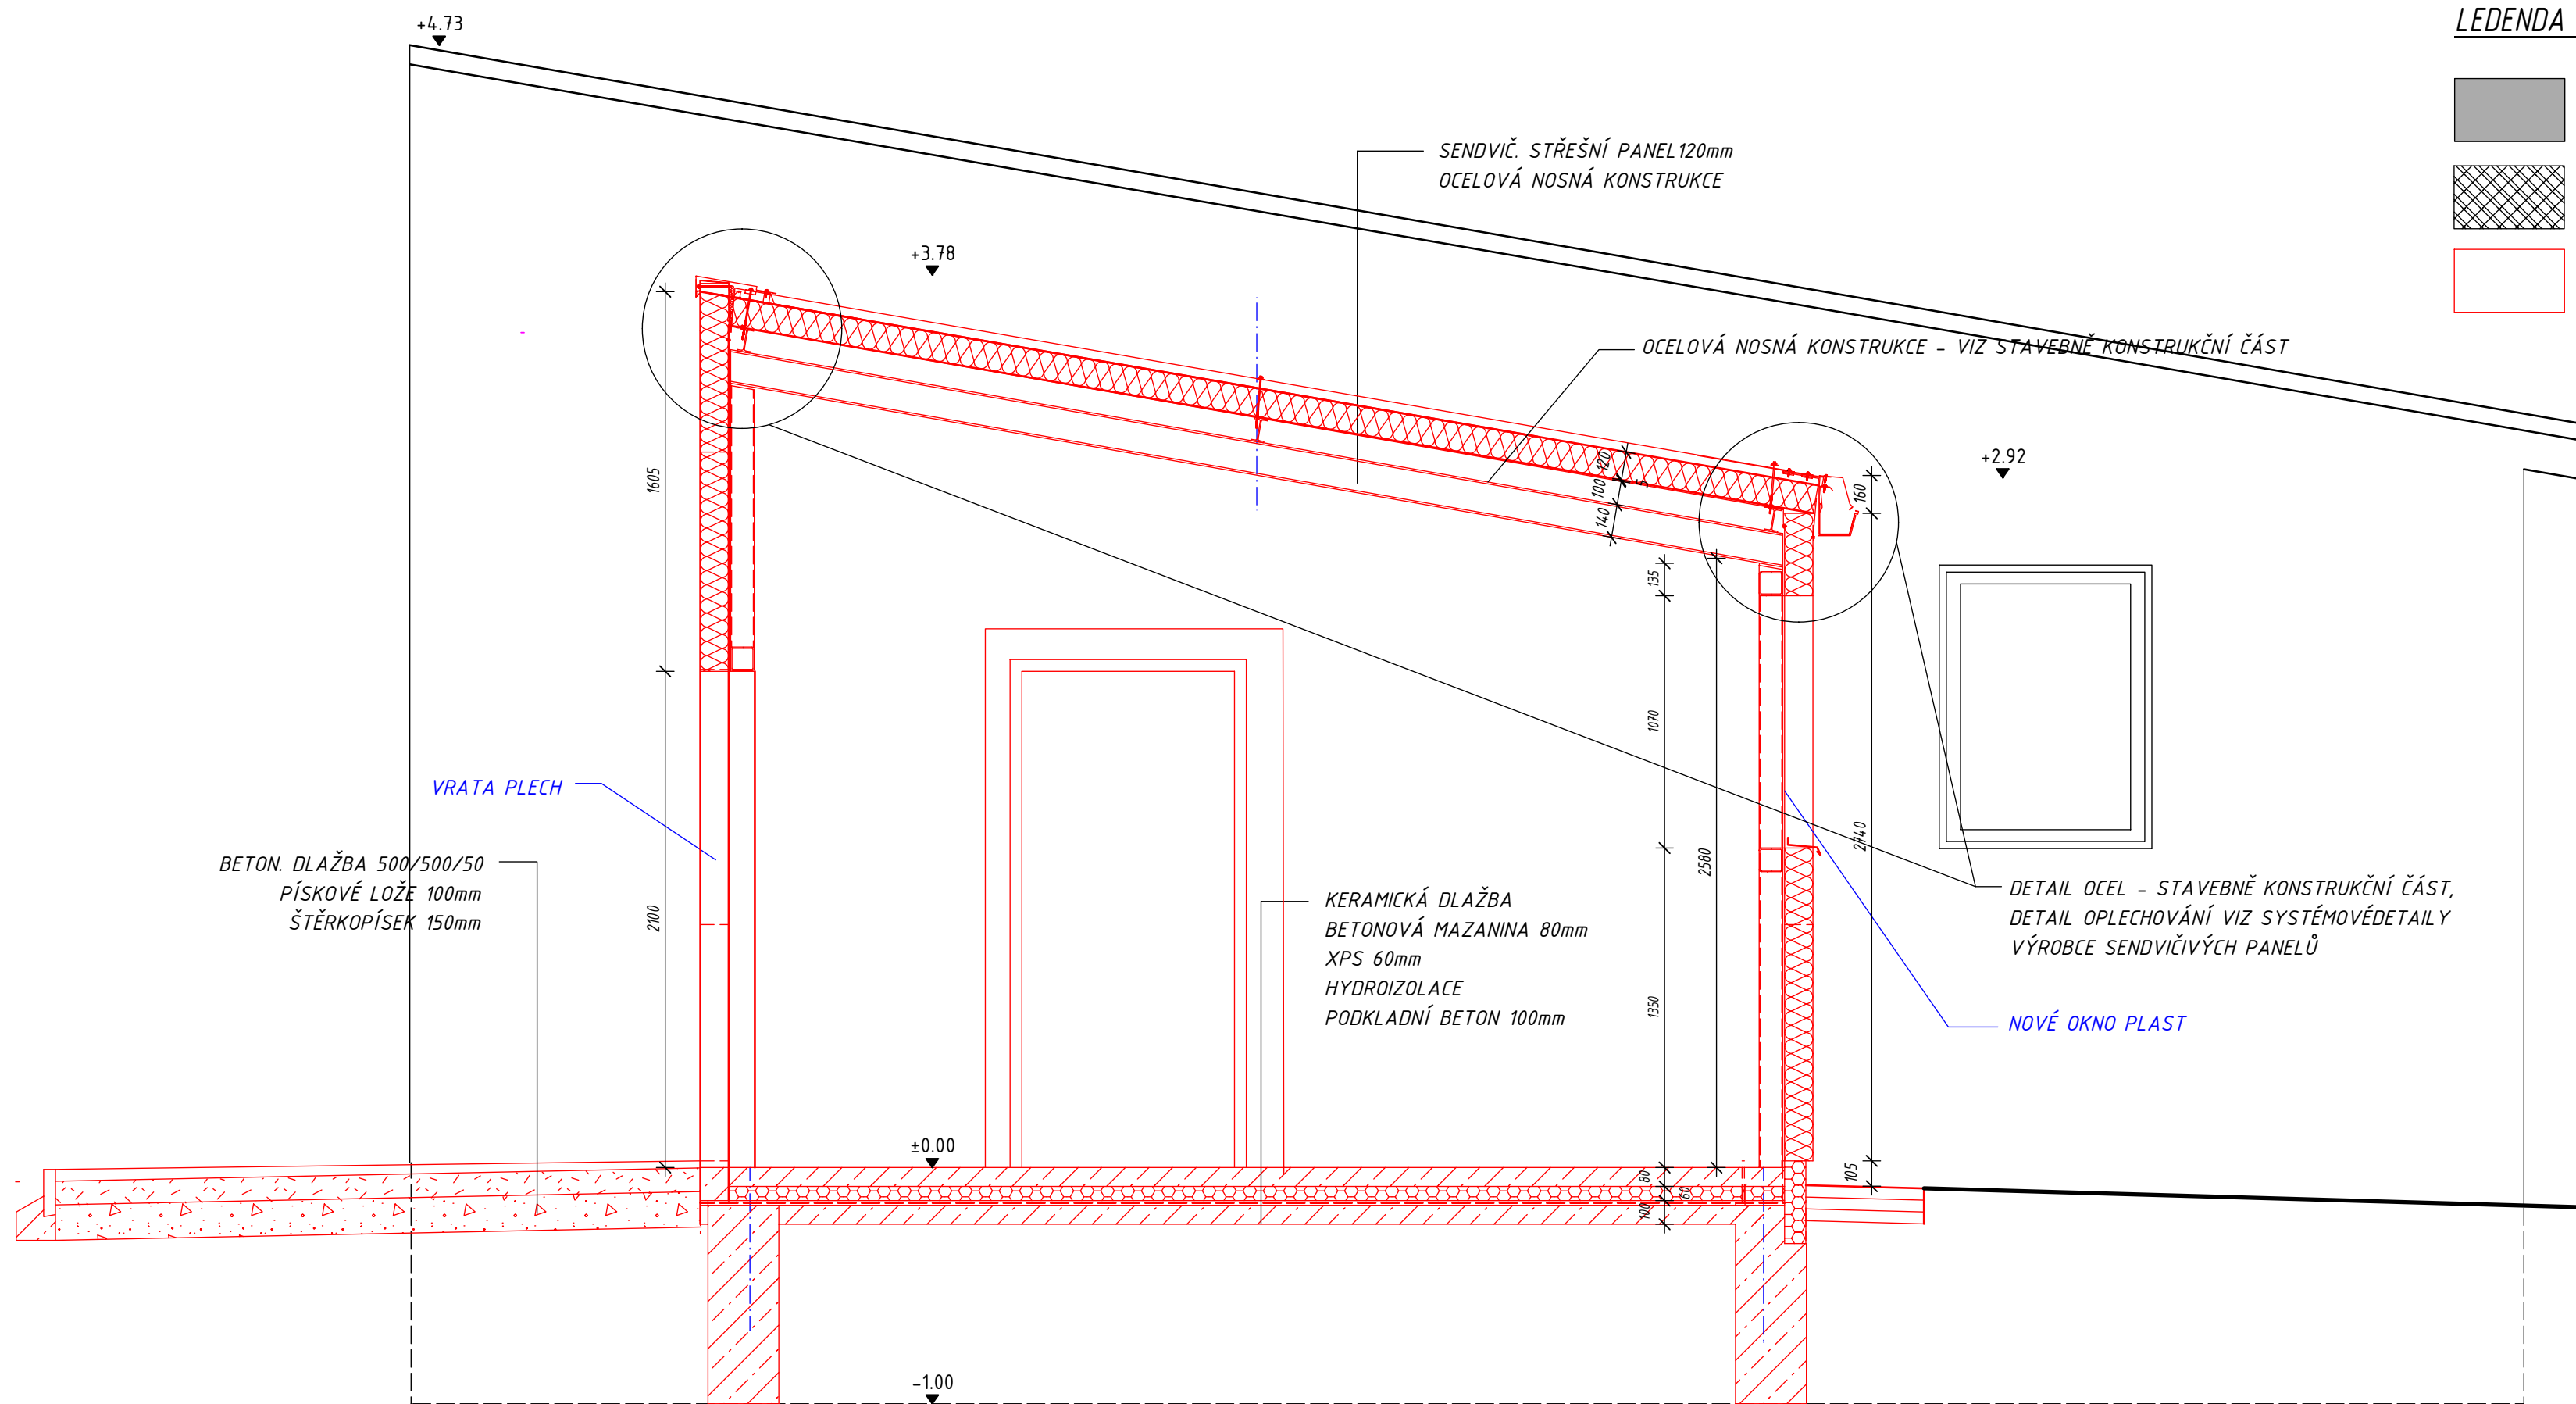 LEDENDA
+4.73
SENDVIČ. STŘEŠNÍ PANEL120mm
OCELOVÁ NOSNÁ KONSTRUKCE
+3.78
OCELOVÁ NOSNÁ KONSTRUKCE - VIZ STAVEBNĚ KONSTRUKČNÍ ČÁST
+2.92
120
100
5
140
160
1605
135
1070
2580
2740
1350
VRATA PLECH
BETON. DLAŽBA 500/500/50
PÍSKOVÉ LOŽE 100mm
ŠTĚRKOPÍSEK 150mm
2100
KERAMICKÁ DLAŽBA
BETONOVÁ MAZANINA 80mm
XPS 60mm
HYDROIZOLACE
PODKLADNÍ BETON 100mm
DETAIL OCEL - STAVEBNĚ KONSTRUKČNÍ ČÁST,
DETAIL OPLECHOVÁNÍ VIZ SYSTÉMOVÉDETAILY
VÝROBCE SENDVIČIVÝCH PANELŮ
NOVÉ OKNO PLAST
±0.00
80
60
100
105
-1.00